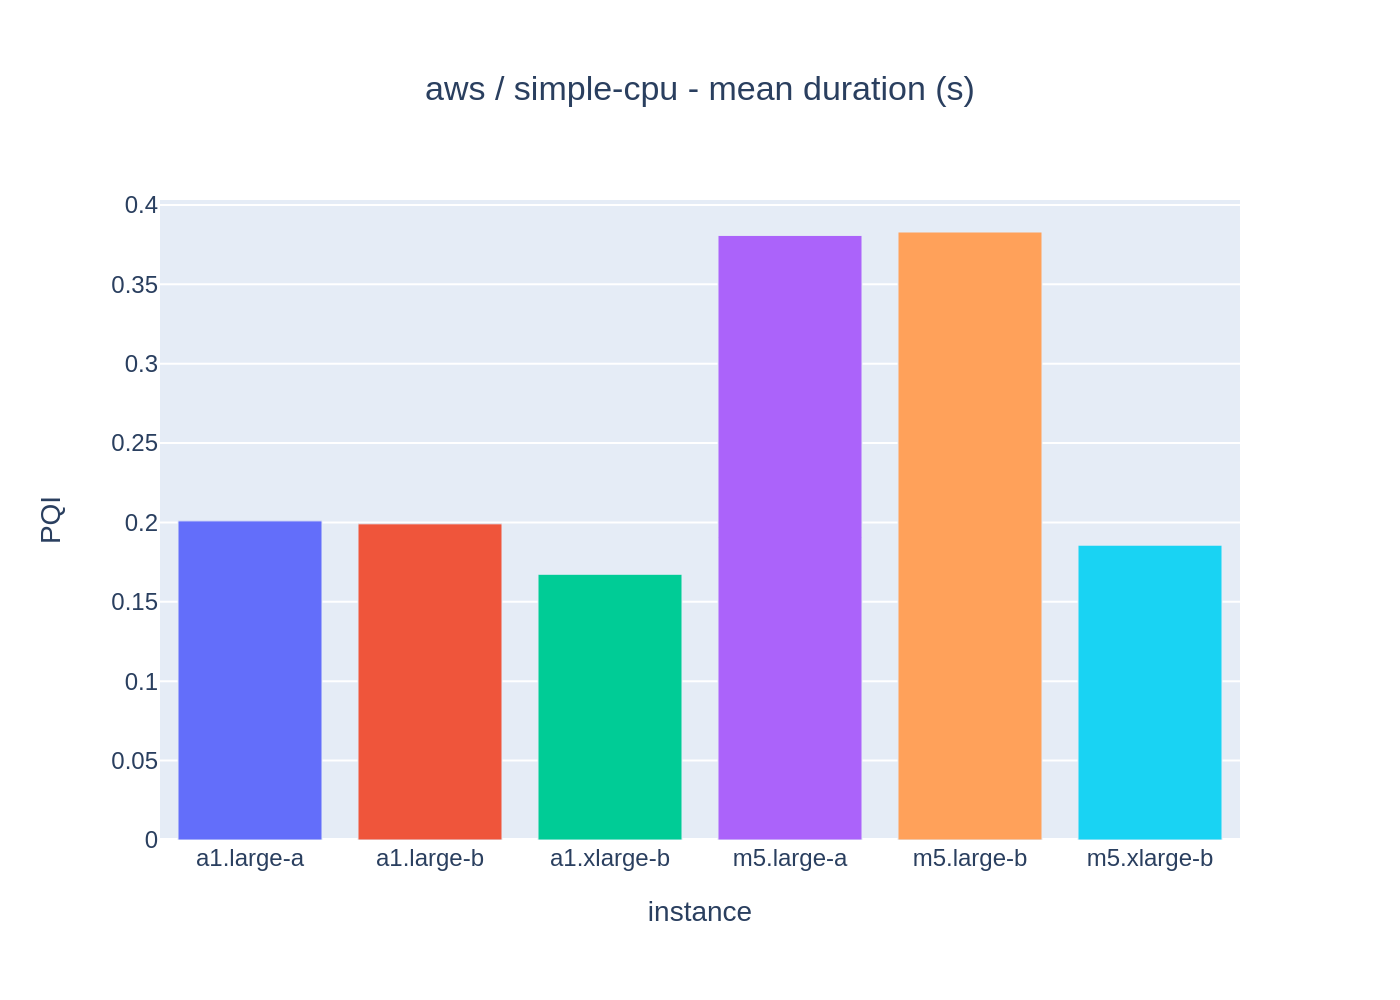 aws / simple-cpu - mean duration (s)
0.4
0.35
0.3
0.25
0.2
0.15
0.1
0.05
0
PQI
a1.large-a a1.large-b a1.xlarge-b m5.large-a m5.large-b m5.xlarge-b
instance